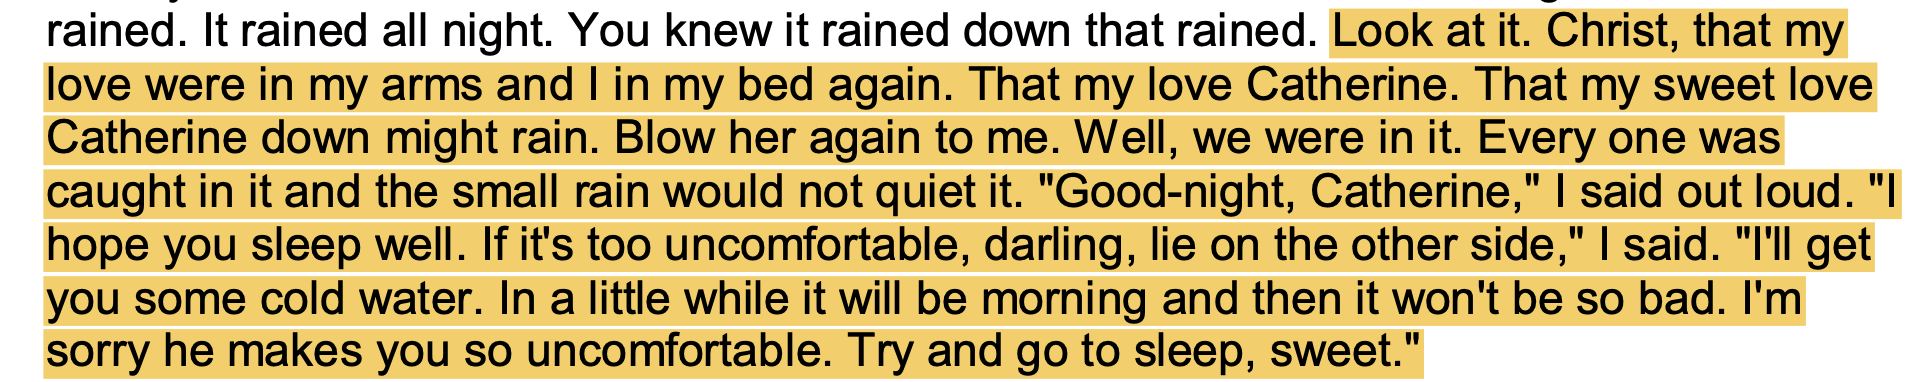 rained. It rained all night. You knew it rained down that rained. Look at it. Christ, that my
love were in my arms and I in my bed again. That my love Catherine. That my sweet love
Catherine down might rain. Blow her again to me. Well, we were in it. Every one was
caught in it and the small rain would not quiet it. "Good-night, Catherine," I said out loud. "I
hope you sleep well. If it's too uncomfortable, darling, lie on the other side," I said. "I'll get
you some cold water. In a little while it will be morning and then it won't be so bad. I'm
sorry he makes you so uncomfortable. Try and go to sleep, sweet."